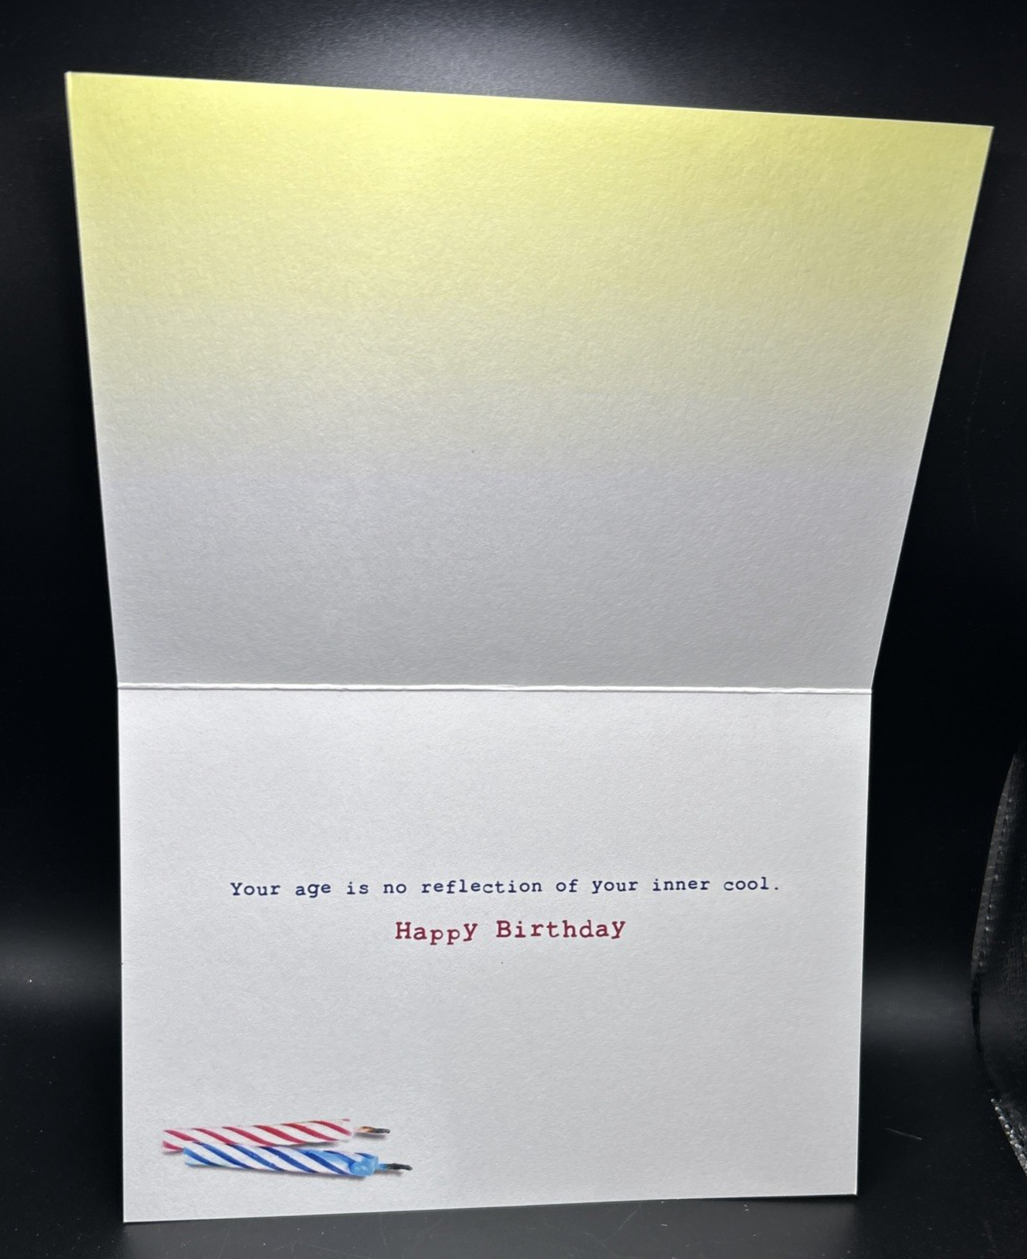 Your age is no reflection of your inner cool.
Happy Birthday